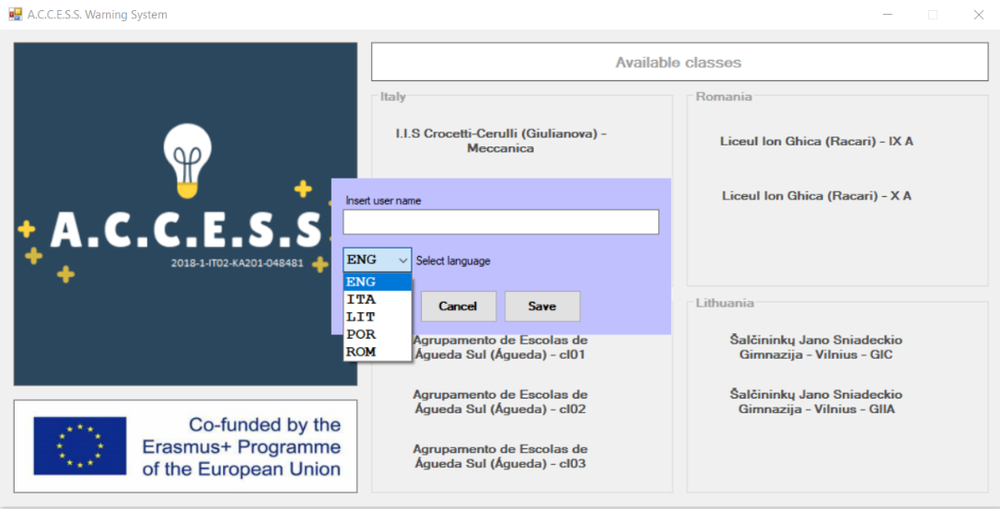 A.C.C.E.S.S. Warning System
A.C.C.E.S.S.
2018-1-IT02-KA201-048481
Co-funded by the
Erasmus+ Programme
of the European Union
Available classes
Italy
I.I.S Crocetti-Cerulli (Giulianova) -
Meccanica
Romania
Liceul Ion Ghica (Racari) - IX A
Liceul Ion Ghica (Racari) - X A
Insert user name
ENG
Select language
ENG
ITA
LIT
POR
ROM
Cancel
Save
Agrupamento de Escolas de
Águeda Sul (Águeda) - cl01
Agrupamento de Escolas de
Águeda Sul (Águeda) - cl02
Agrupamento de Escolas de
Águeda Sul (Águeda) - cl03
Lithuania
Šalčininkų Jano Sniadeckio
Gimnazija - Vilnius - GIC
Šalčininkų Jano Sniadeckio
Gimnazija - Vilnius - GIIA